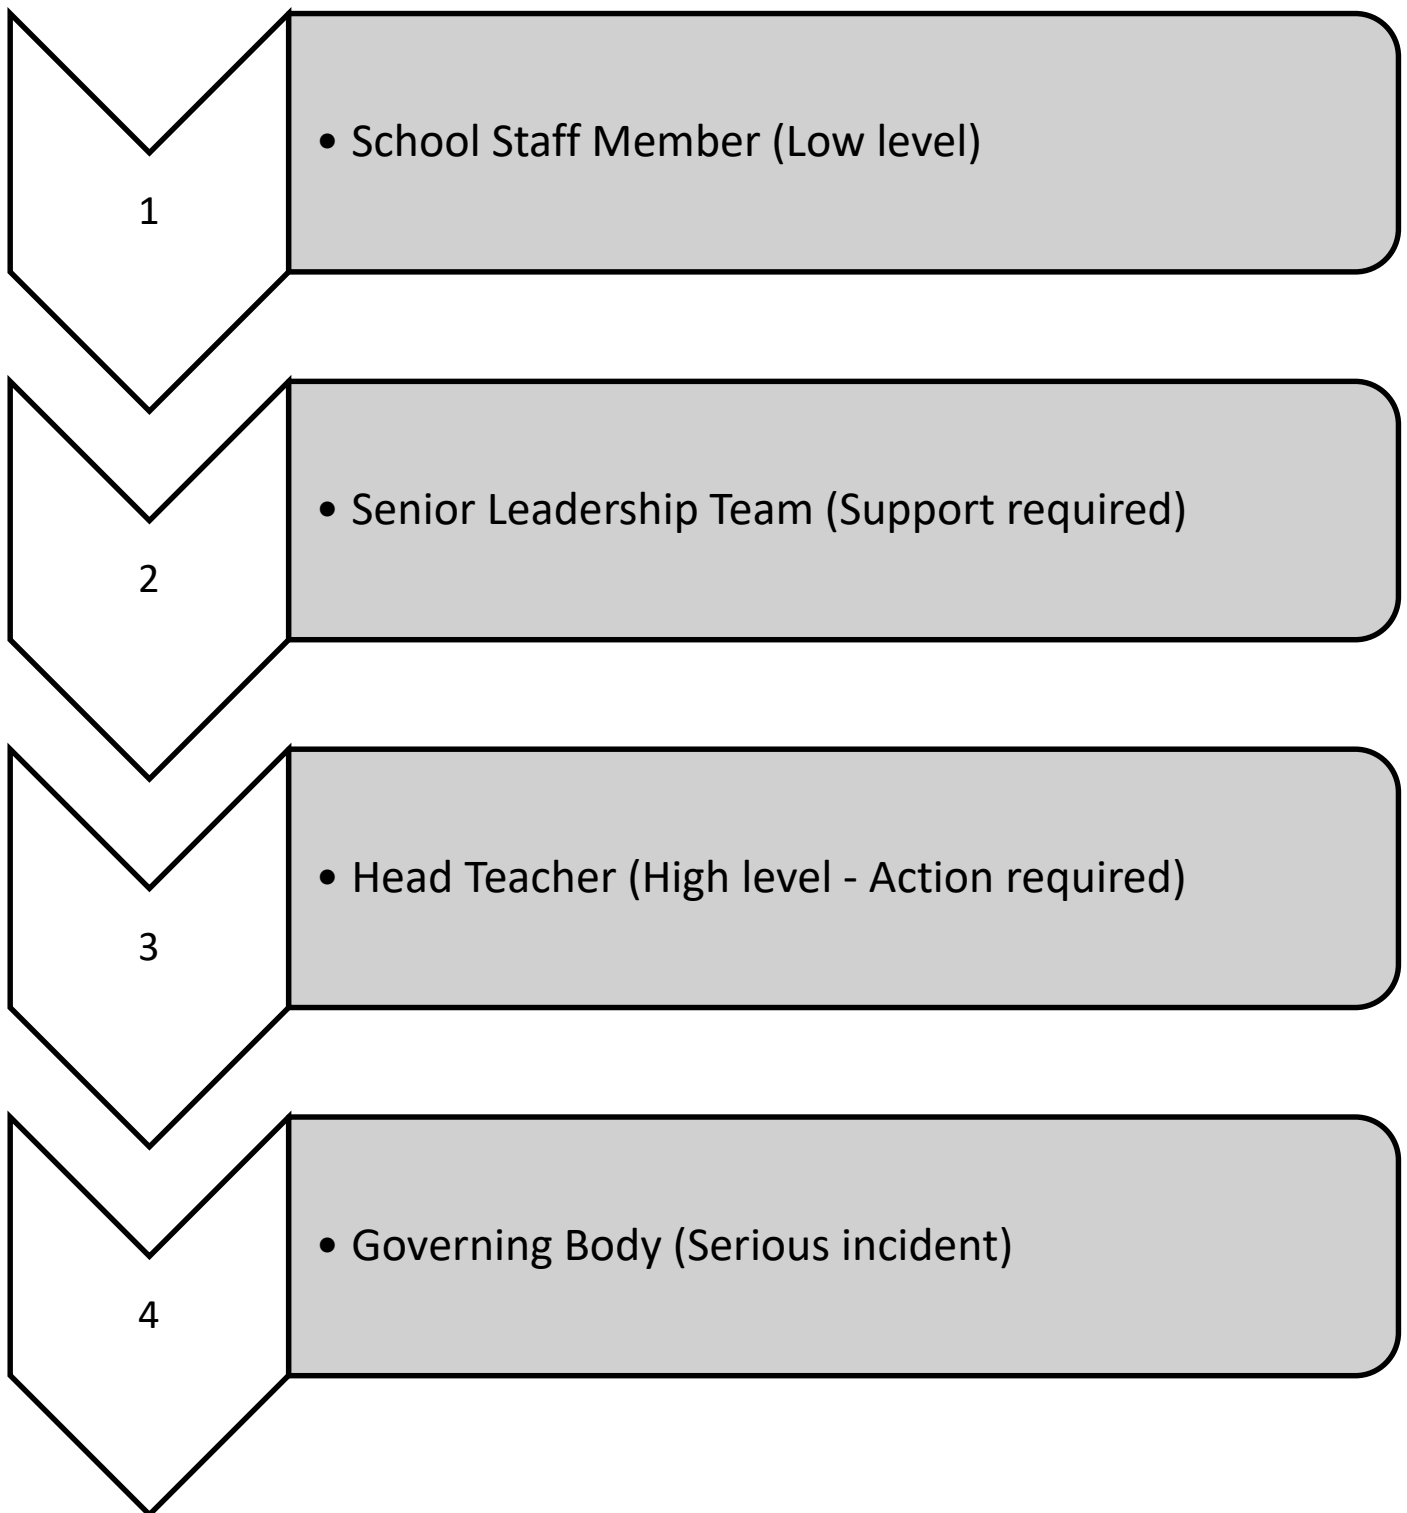 1
• School Staff Member (Low level)
2
• Senior Leadership Team (Support required)
3
• Head Teacher (High level - Action required)
4
• Governing Body (Serious incident)